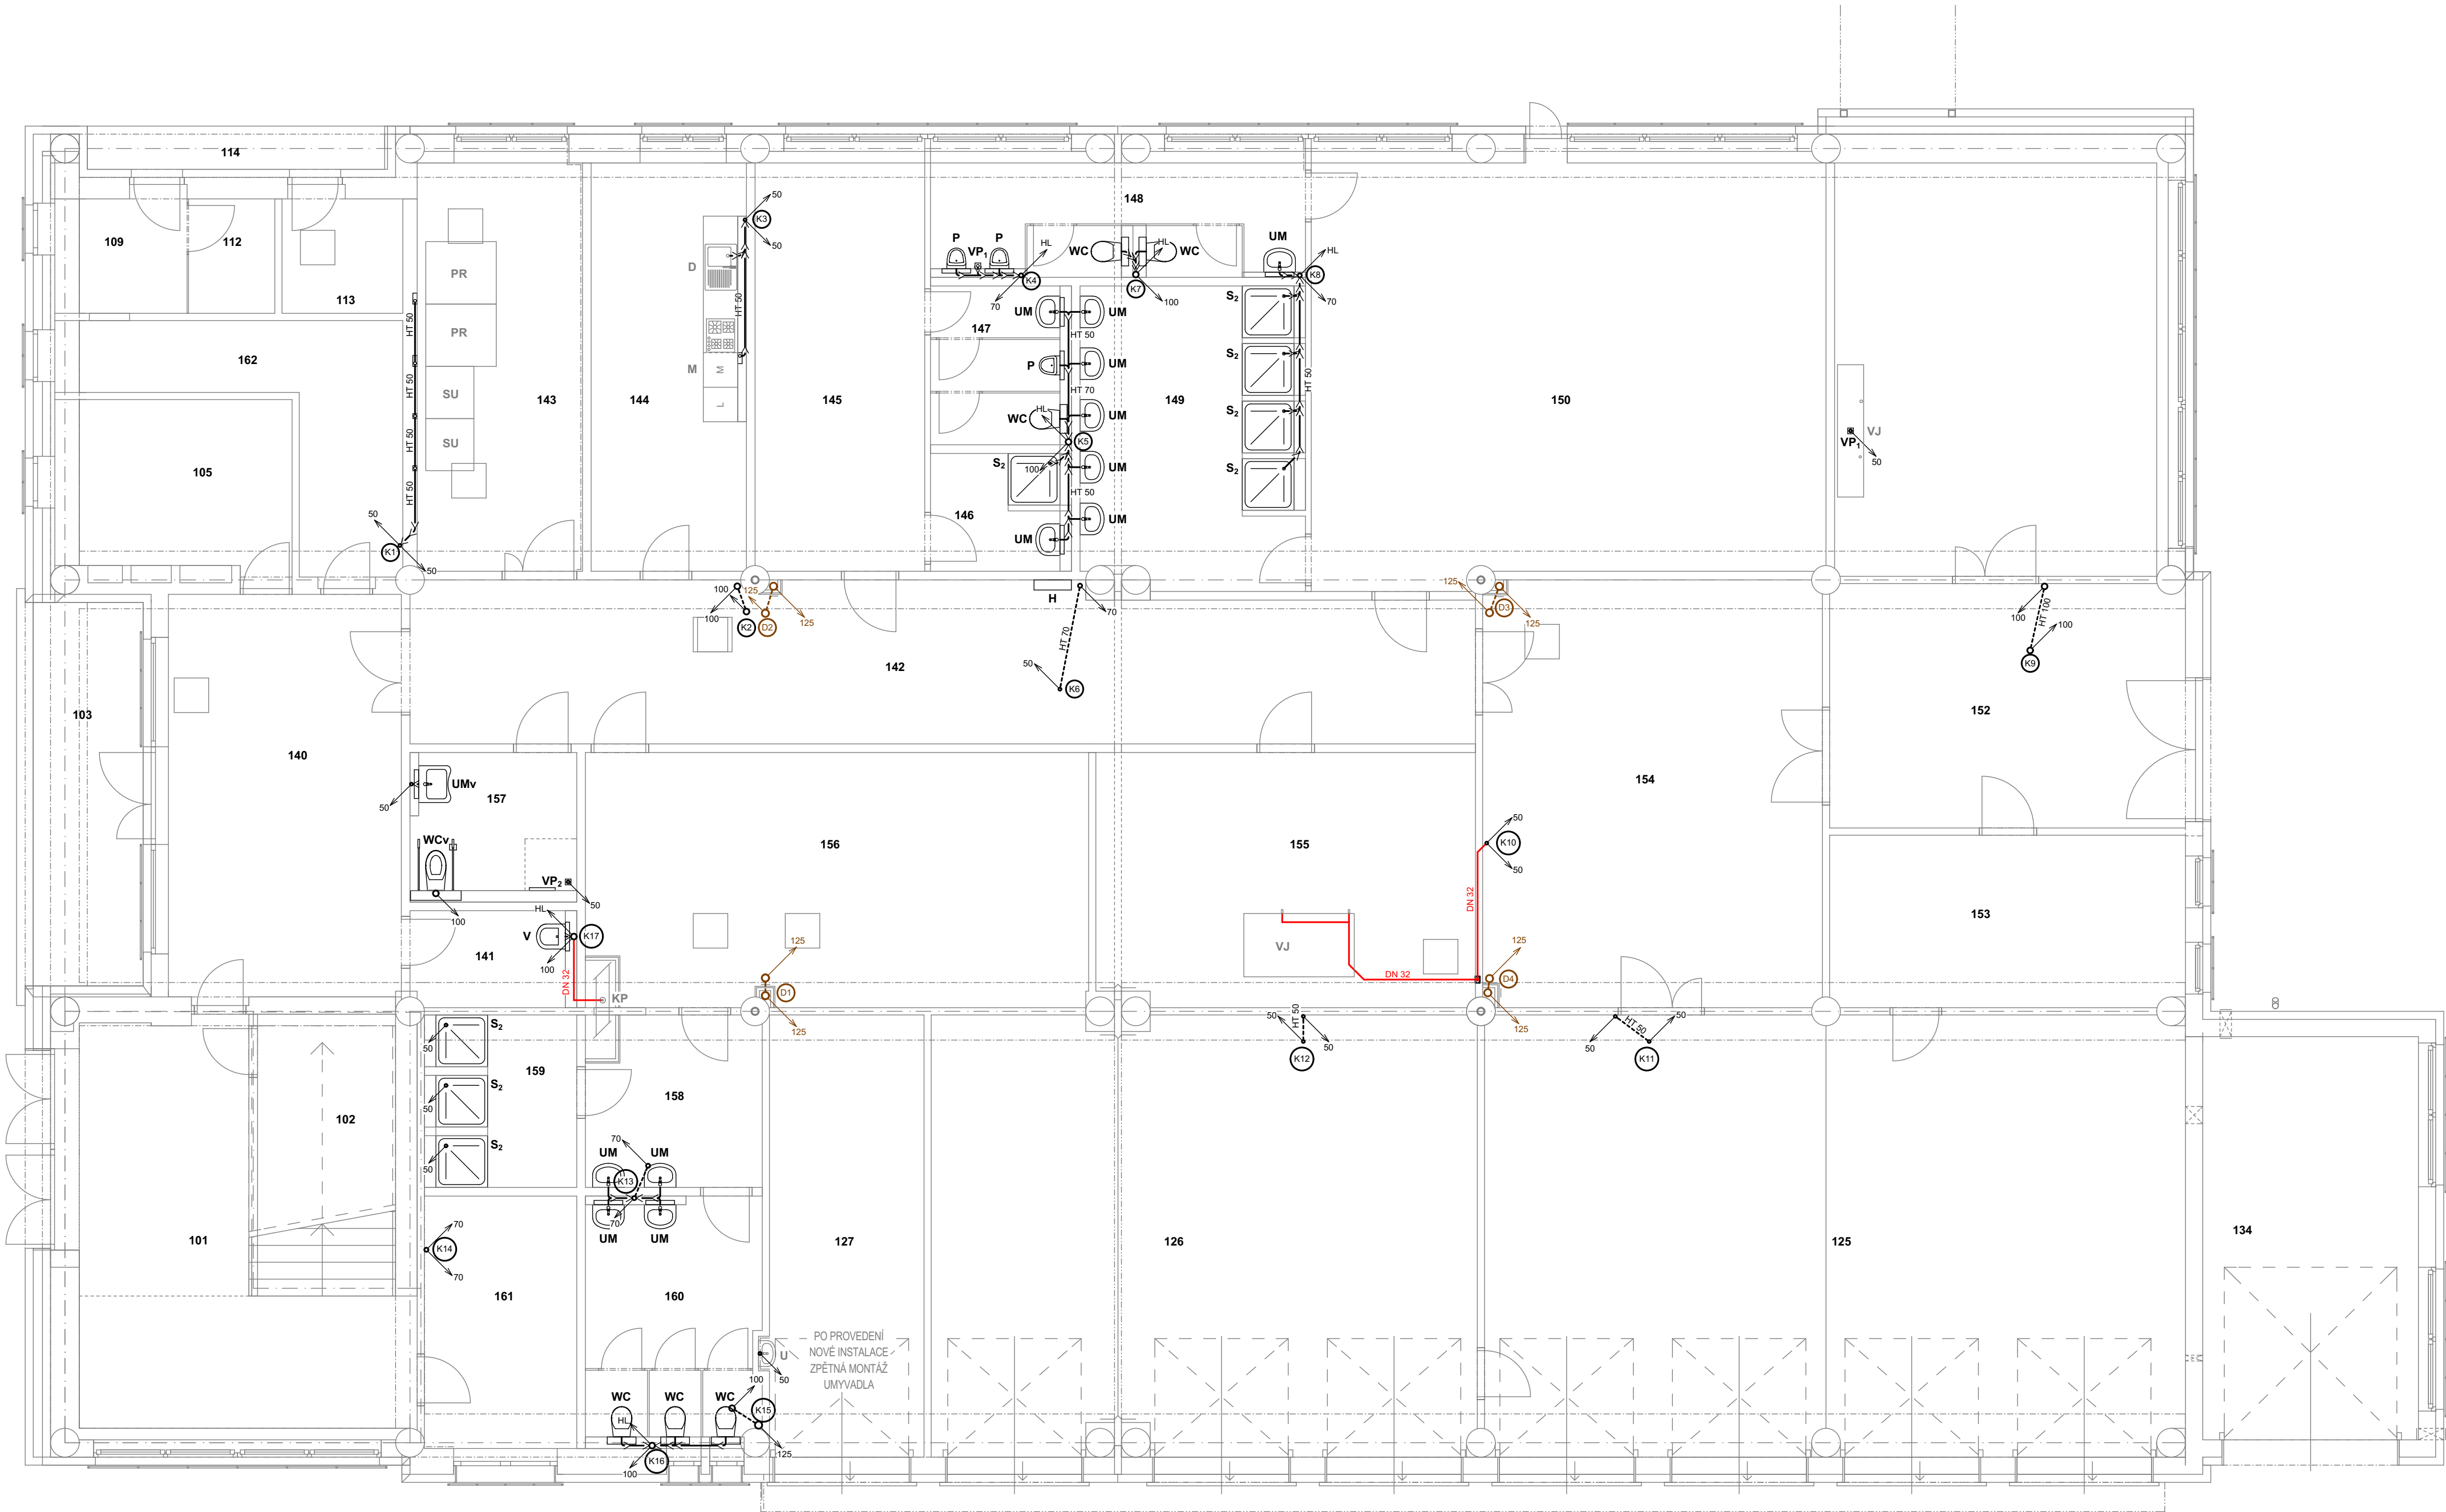 114
109
112
113
162
105
HT 50
HT 50
HT 50
HT 50
50
K1
50
PR
PR
SU
SU
143
144
D
M
M
L
HT 50
50
K3
50
145
148
P
VP₁
P
HL
K4
70
WC
HL
WC
K7
100
UM
HL
K8
70
147
UM
UM
HT 50
P
UM
HT 70
HL
WC
UM
K5
100
S₂
UM
HT 50
146
UM
UM
149
S₂
S₂
S₂
S₂
HT 50
150
VJ
VP₁
50
100
100
K2
125
D2
125
H
70
HT 70
50
K6
142
125
D3
125
100
HT 100
100
K9
103
140
152
154
153
UMv
50
157
WCv
100
VP₂
50
HL
V
K17
100
141
DN 32
KP
156
125
D1
125
155
VJ
DN 32
DN 32
50
K10
50
125
D4
125
50
HT 50
50
K12
HT 50
50
50
K11
S₂
50
S₂
50
S₂
50
159
158
102
101
70
UM
UM
K13
70
UM
UM
70
K14
70
161
160
127
126
125
134
PO PROVEDENÍ
NOVÉ INSTALACE
ZPĚTNÁ MONTÁŽ
UMYVADLA
U
50
WC
WC
WC
100
K15
125
HL
K16
100